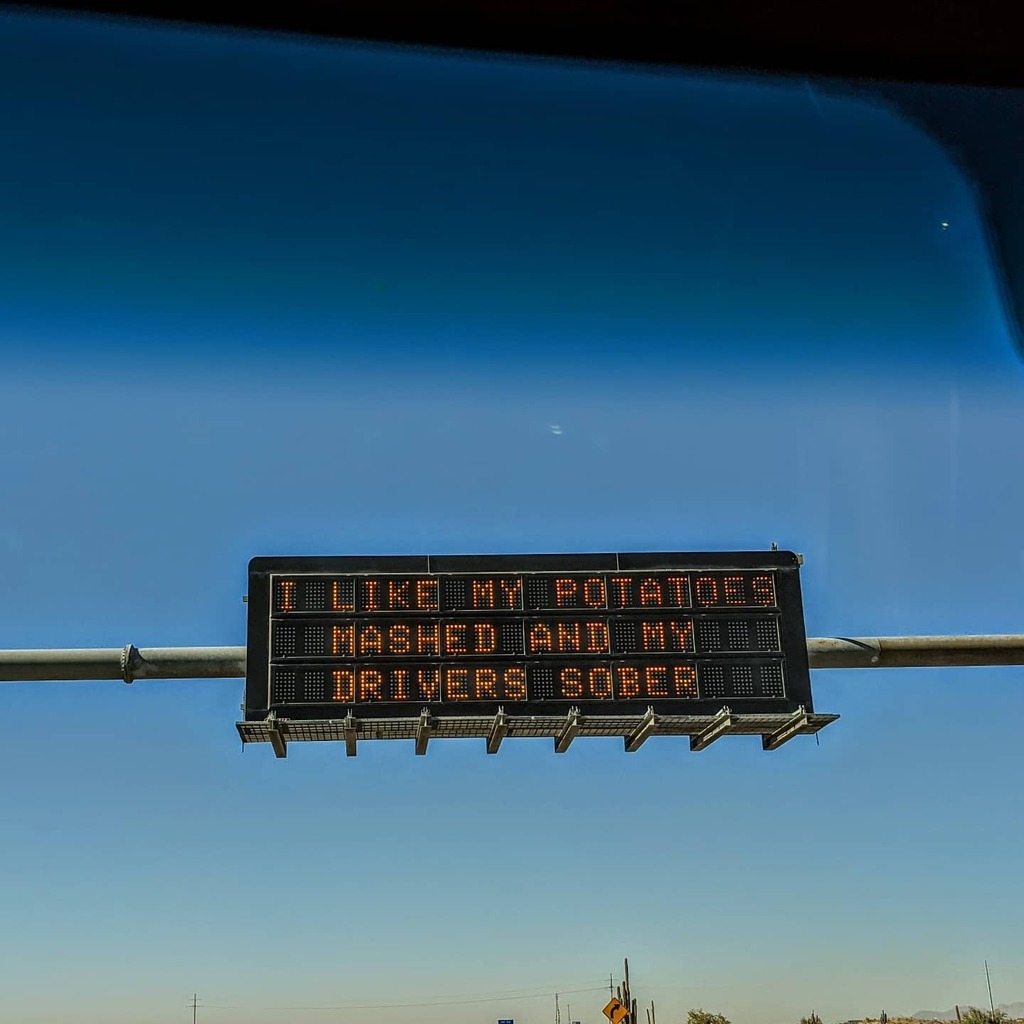 I LIKE MY POTATOES
MASHED AND MY
DRIVERS SOBER